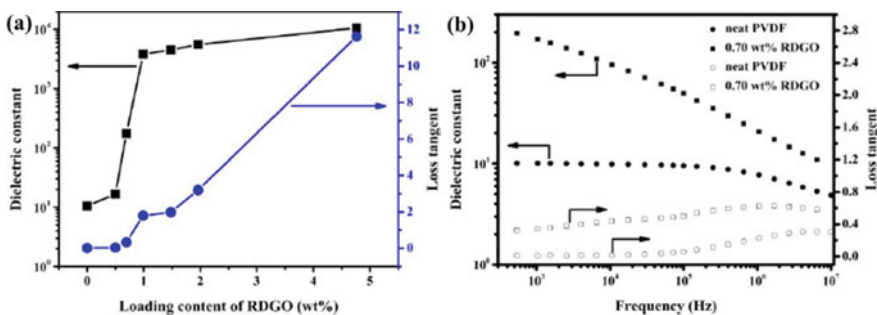 (a)
10⁴
10³
10²
10¹
10⁰
Dielectric constant
0 1 2 3 4 5
Loading content of RDGO (wt%)
12
10
8
6
4
2
0
Loss tangent
(b)
neat PVDF
0.70 wt% RDGO
neat PVDF
0.70 wt% RDGO
10²
10¹
10⁰
Dielectric constant
10³ 10⁴ 10⁵ 10⁶ 10⁷
Frequency (Hz)
2.8
2.4
2.0
1.6
1.2
0.8
0.4
0.0
Loss tangent